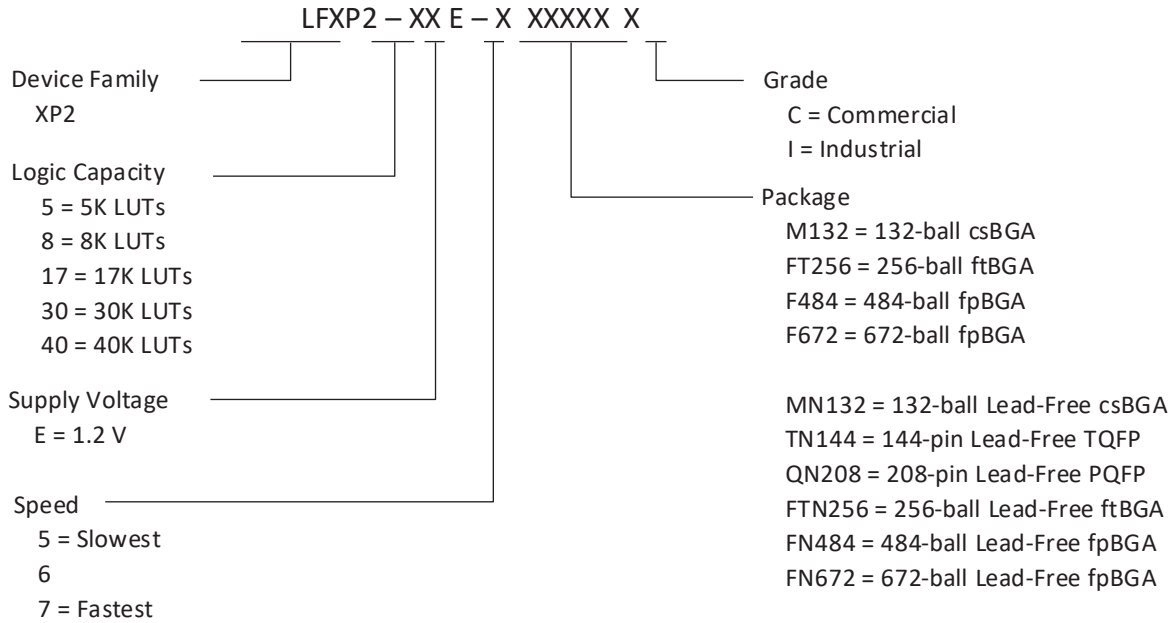 LFXP2 – XX E – X XXXXX X
Device Family
XP2
Logic Capacity
5 = 5K LUTs
8 = 8K LUTs
17 = 17K LUTs
30 = 30K LUTs
40 = 40K LUTs
Supply Voltage
E = 1.2 V
Speed
5 = Slowest
6
7 = Fastest
Grade
C = Commercial
I = Industrial
Package
M132 = 132-ball csBGA
FT256 = 256-ball ftBGA
F484 = 484-ball fpBGA
F672 = 672-ball fpBGA
MN132 = 132-ball Lead-Free csBGA
TN144 = 144-pin Lead-Free TQFP
QN208 = 208-pin Lead-Free PQFP
FTN256 = 256-ball Lead-Free ftBGA
FN484 = 484-ball Lead-Free fpBGA
FN672 = 672-ball Lead-Free fpBGA